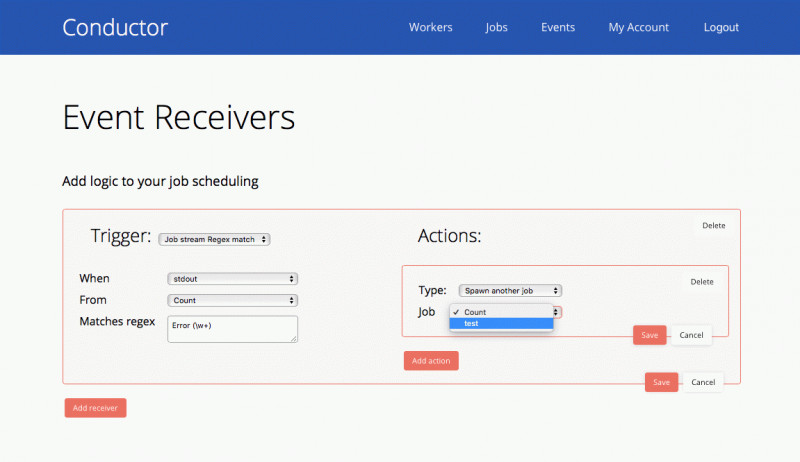 Conductor
Workers Jobs Events My Account Logout
Event Receivers
Add logic to your job scheduling
Trigger: Job stream Regex match
When stdout
From Count
Matches regex Error (\w+)
Actions:
Delete
Delete
Type: Spawn another job
Job ✓ Count
test
Save Cancel
Add action
Save Cancel
Add receiver